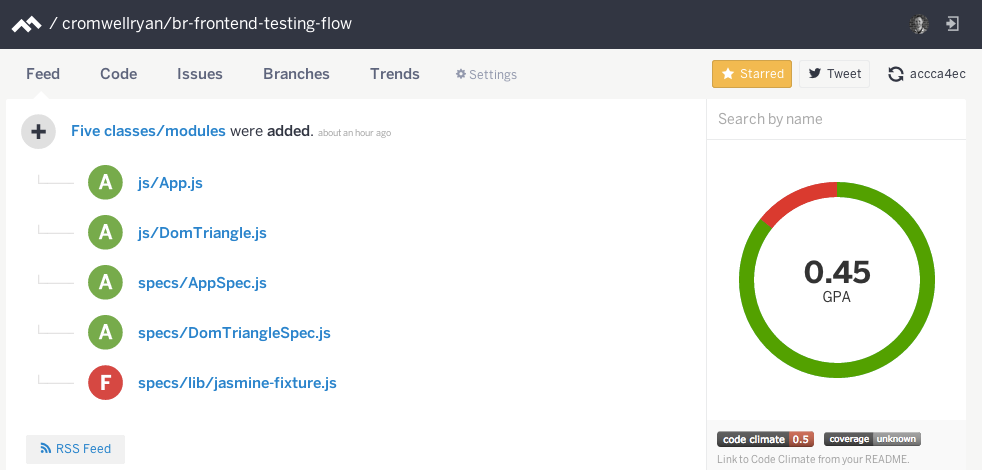 / cromwellryan/br-frontend-testing-flow
Feed Code Issues Branches Trends Settings Starred Tweet accca4ec
Five classes/modules were added. about an hour ago
Search by name
A js/App.js
A js/DomTriangle.js
A specs/AppSpec.js
0.45
GPA
A specs/DomTriangleSpec.js
F specs/lib/jasmine-fixture.js
RSS Feed
code climate 0.5 coverage unknown
Link to Code Climate from your README.